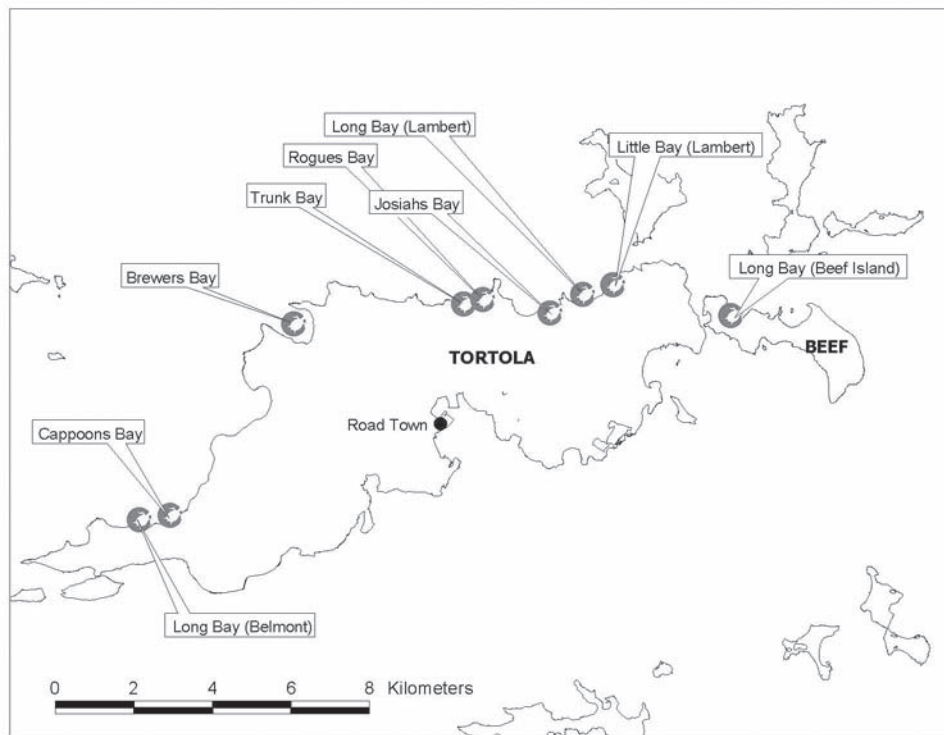 Long Bay (Lambert)
Little Bay (Lambert)
Rogues Bay
Trunk Bay
Josiahs Bay
Brewers Bay
Long Bay (Beef Island)
BEEF
TORTOLA
Road Town
Cappoons Bay
Long Bay (Belmont)
0 2 4 6 8 Kilometers